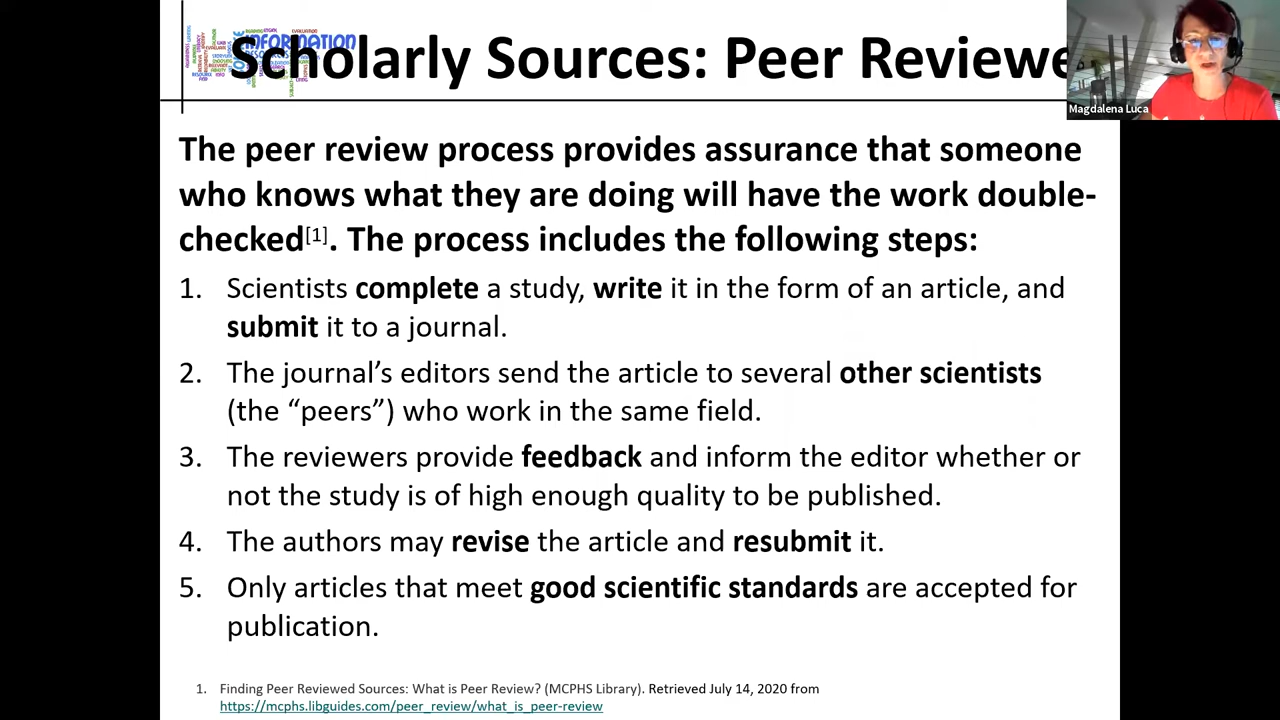 INFORMATION
Scholarly Sources: Peer Reviewe
Magdalena Luca
The peer review process provides assurance that someone
who knows what they are doing will have the work double-
checked[1]. The process includes the following steps:
1. Scientists complete a study, write it in the form of an article, and
submit it to a journal.
2. The journal’s editors send the article to several other scientists
(the “peers”) who work in the same field.
3. The reviewers provide feedback and inform the editor whether or
not the study is of high enough quality to be published.
4. The authors may revise the article and resubmit it.
5. Only articles that meet good scientific standards are accepted for
publication.
1. Finding Peer Reviewed Sources: What is Peer Review? (MCPHS Library). Retrieved July 14, 2020 from
https://mcphs.libguides.com/peer_review/what_is_peer-review